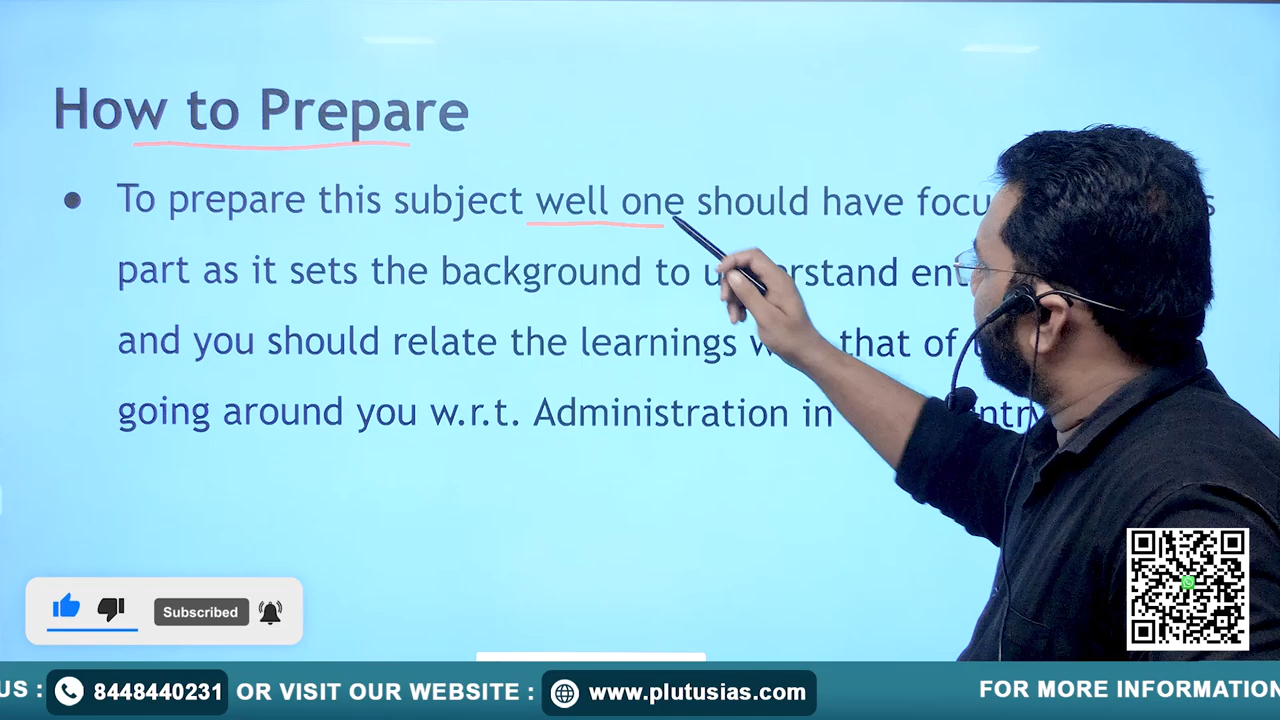 How to Prepare
• To prepare this subject well one should have
part as it sets the background to
and you should relate the learnings that of
going around you w.r.t. Administration in
Subscribed
US : 8448440231 OR VISIT OUR WEBSITE : www.plutusias.com FOR MORE INFORMATION